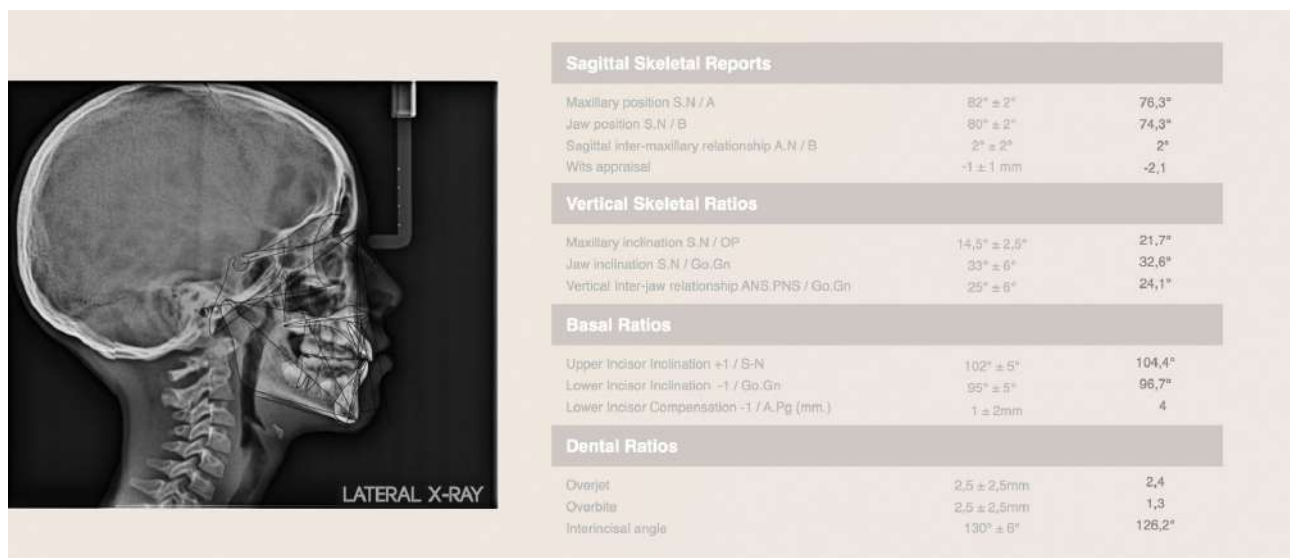 LATERAL X-RAY
Sagittal Skeletal Reports
Maxillary position S.N / A 82° ± 2° 76,3°
Jaw position S.N / B 80° ± 2° 74,3°
Sagittal inter-maxillary relationship A.N / B 2° ± 2° 2°
Wits appraisal -1 ± 1 mm -2,1
Vertical Skeletal Ratios
Maxillary inclination S.N / OP 14,5° ± 2,5° 21,7°
Jaw inclination S.N / Go.Gn 33° ± 6° 32,6°
Vertical inter-jaw relationship ANS.PNS / Go.Gn 25° ± 6° 24,1°
Basal Ratios
Upper Incisor Inclination +1 / S-N 102° ± 5° 104,4°
Lower Incisor Inclination -1 / Go.Gn 95° ± 5° 96,7°
Lower Incisor Compensation -1 / A.Pg (mm.) 1 ± 2mm 4
Dental Ratios
Overjet 2,5 ± 2,5mm 2,4
Overbite 2,5 ± 2,5mm 1,3
Interincisal angle 130° ± 6° 126,2°